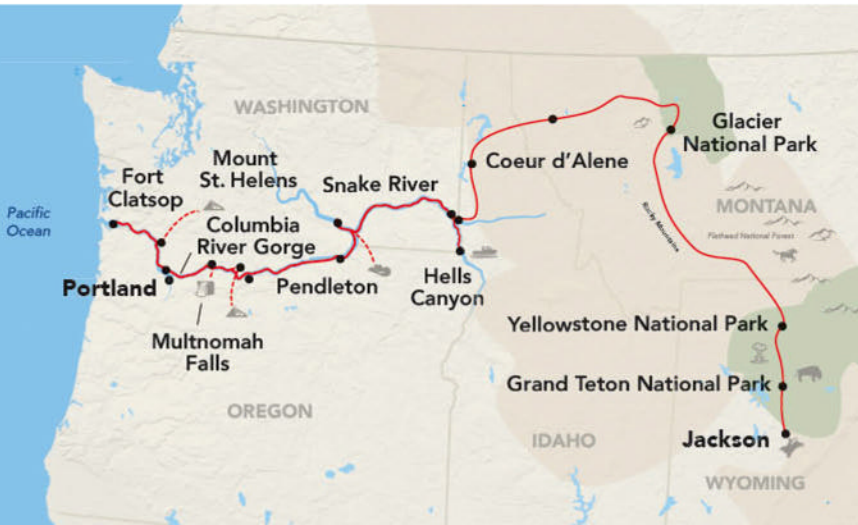 WASHINGTON
Glacier
National Park
Mount
St. Helens
Coeur d'Alene
Fort
Clatsop
Snake River
MONTANA
Pacific
Ocean
Columbia
River Gorge
Rocky Mountains
Flathead National Forest
Portland
Pendleton
Hells
Canyon
Yellowstone National Park
Multnomah
Falls
Grand Teton National Park
OREGON
IDAHO
Jackson
WYOMING